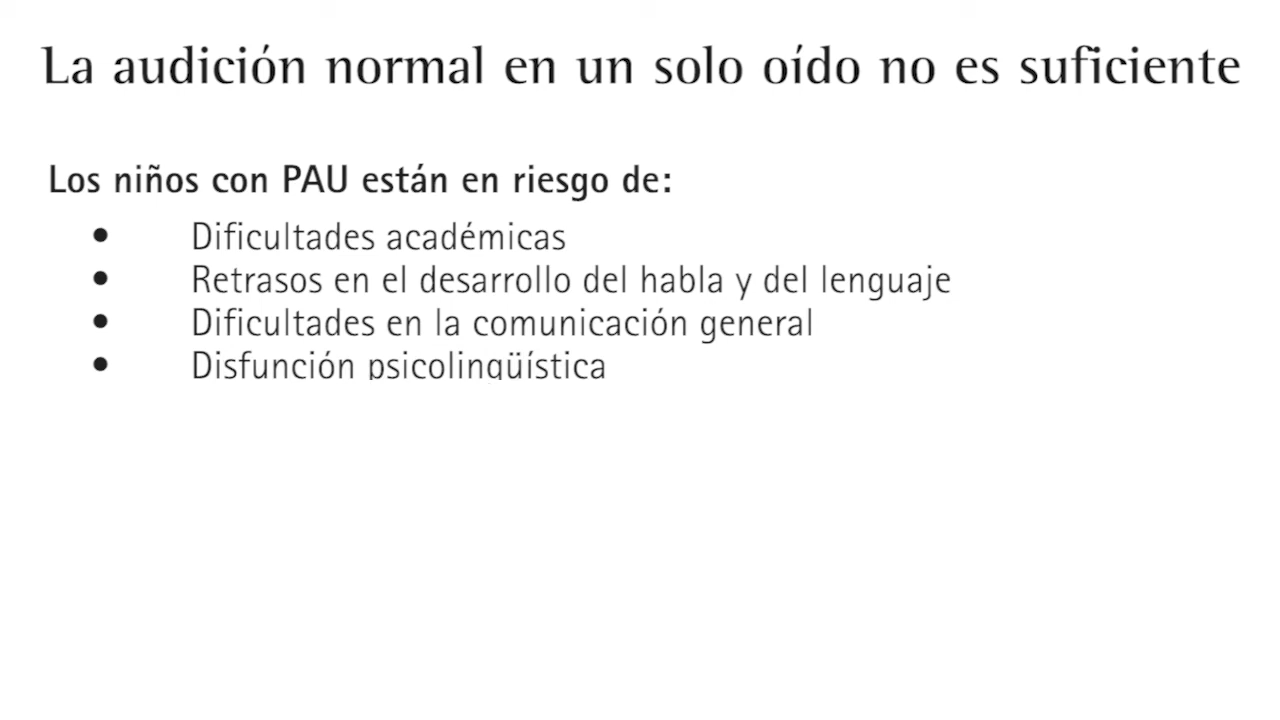 La audición normal en un solo oído no es suficiente
Los niños con PAU están en riesgo de:
• Dificultades académicas
• Retrasos en el desarrollo del habla y del lenguaje
• Dificultades en la comunicación general
• Disfunción psicolingüística